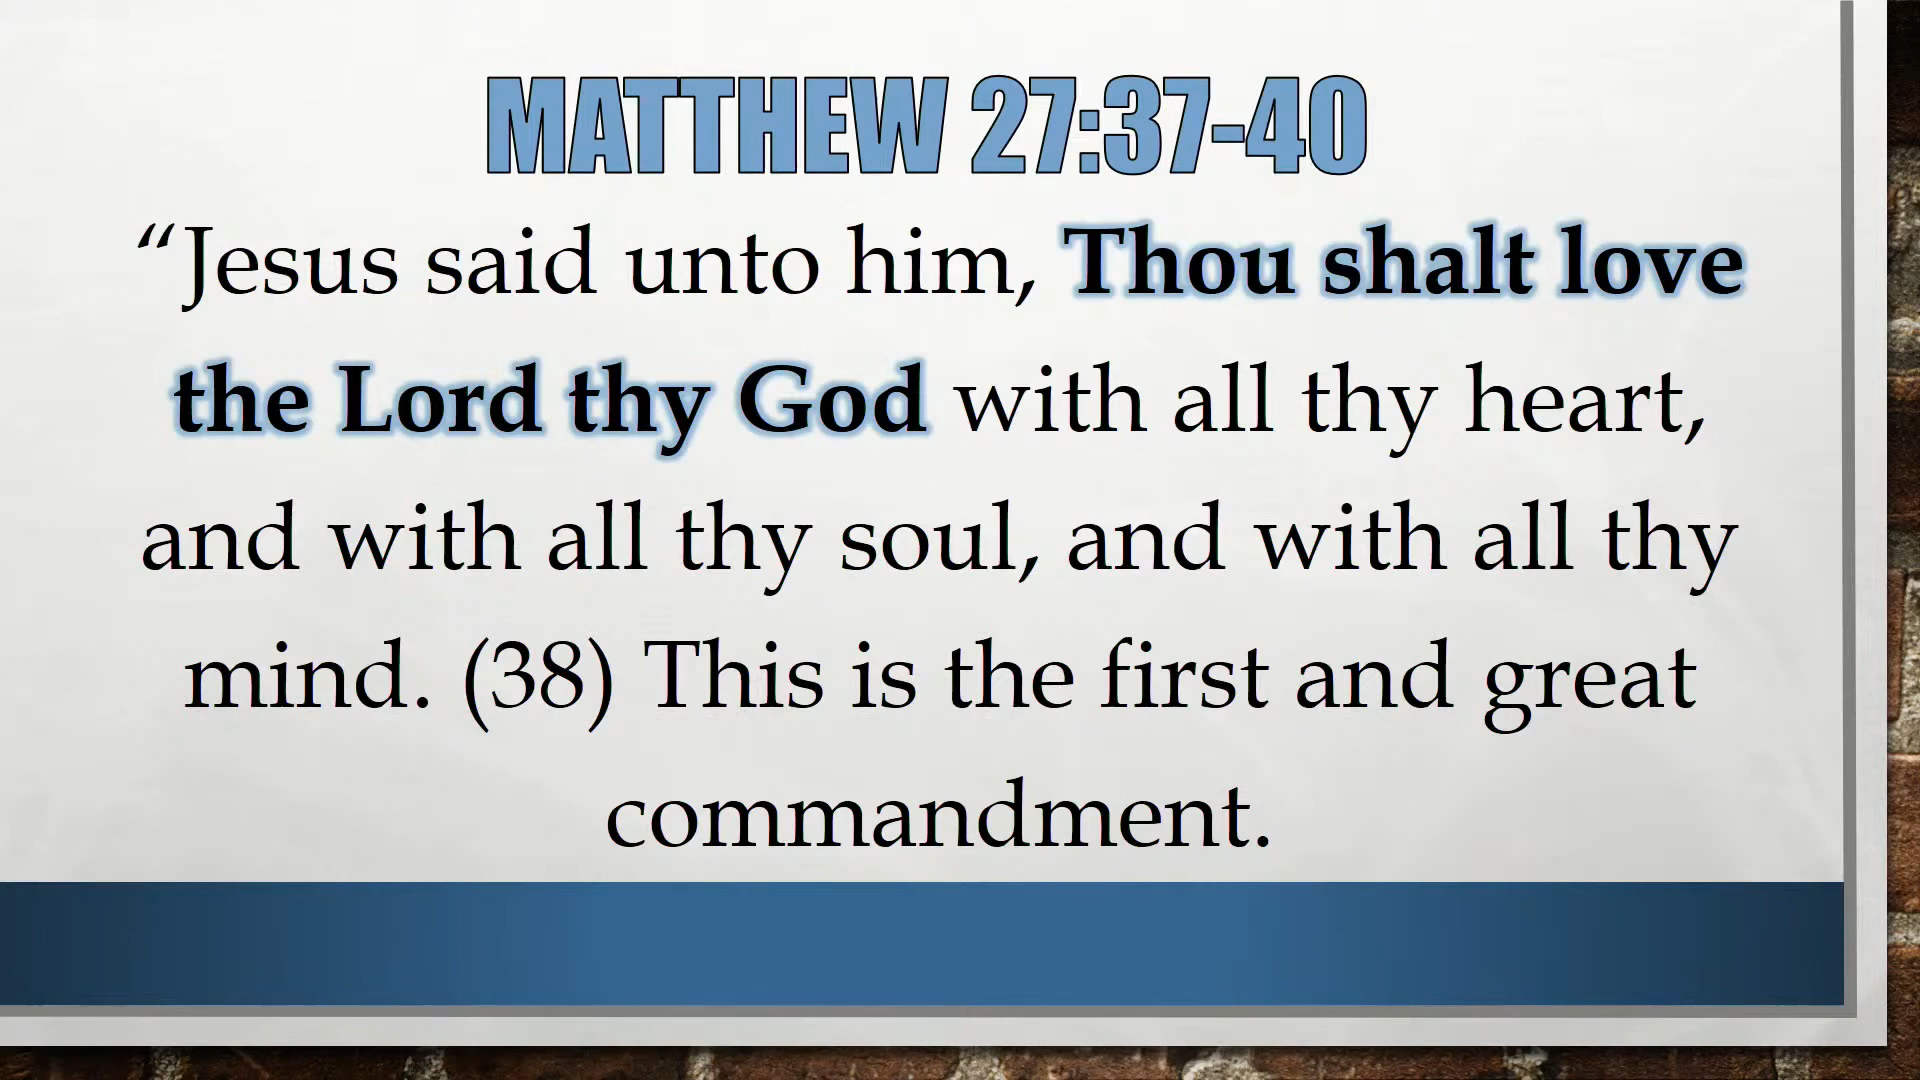 MATTHEW 27:37-40
“Jesus said unto him, Thou shalt love
the Lord thy God with all thy heart,
and with all thy soul, and with all thy
mind. (38) This is the first and great
commandment.